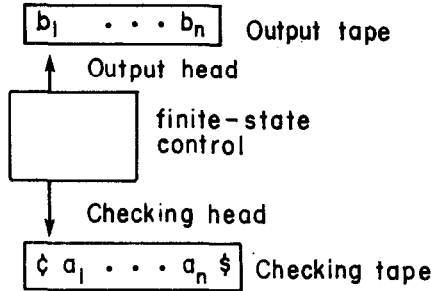 b₁ . . . bₙ Output tape
Output head
finite-state
control
Checking head
¢ a₁ . . . aₙ $ Checking tape